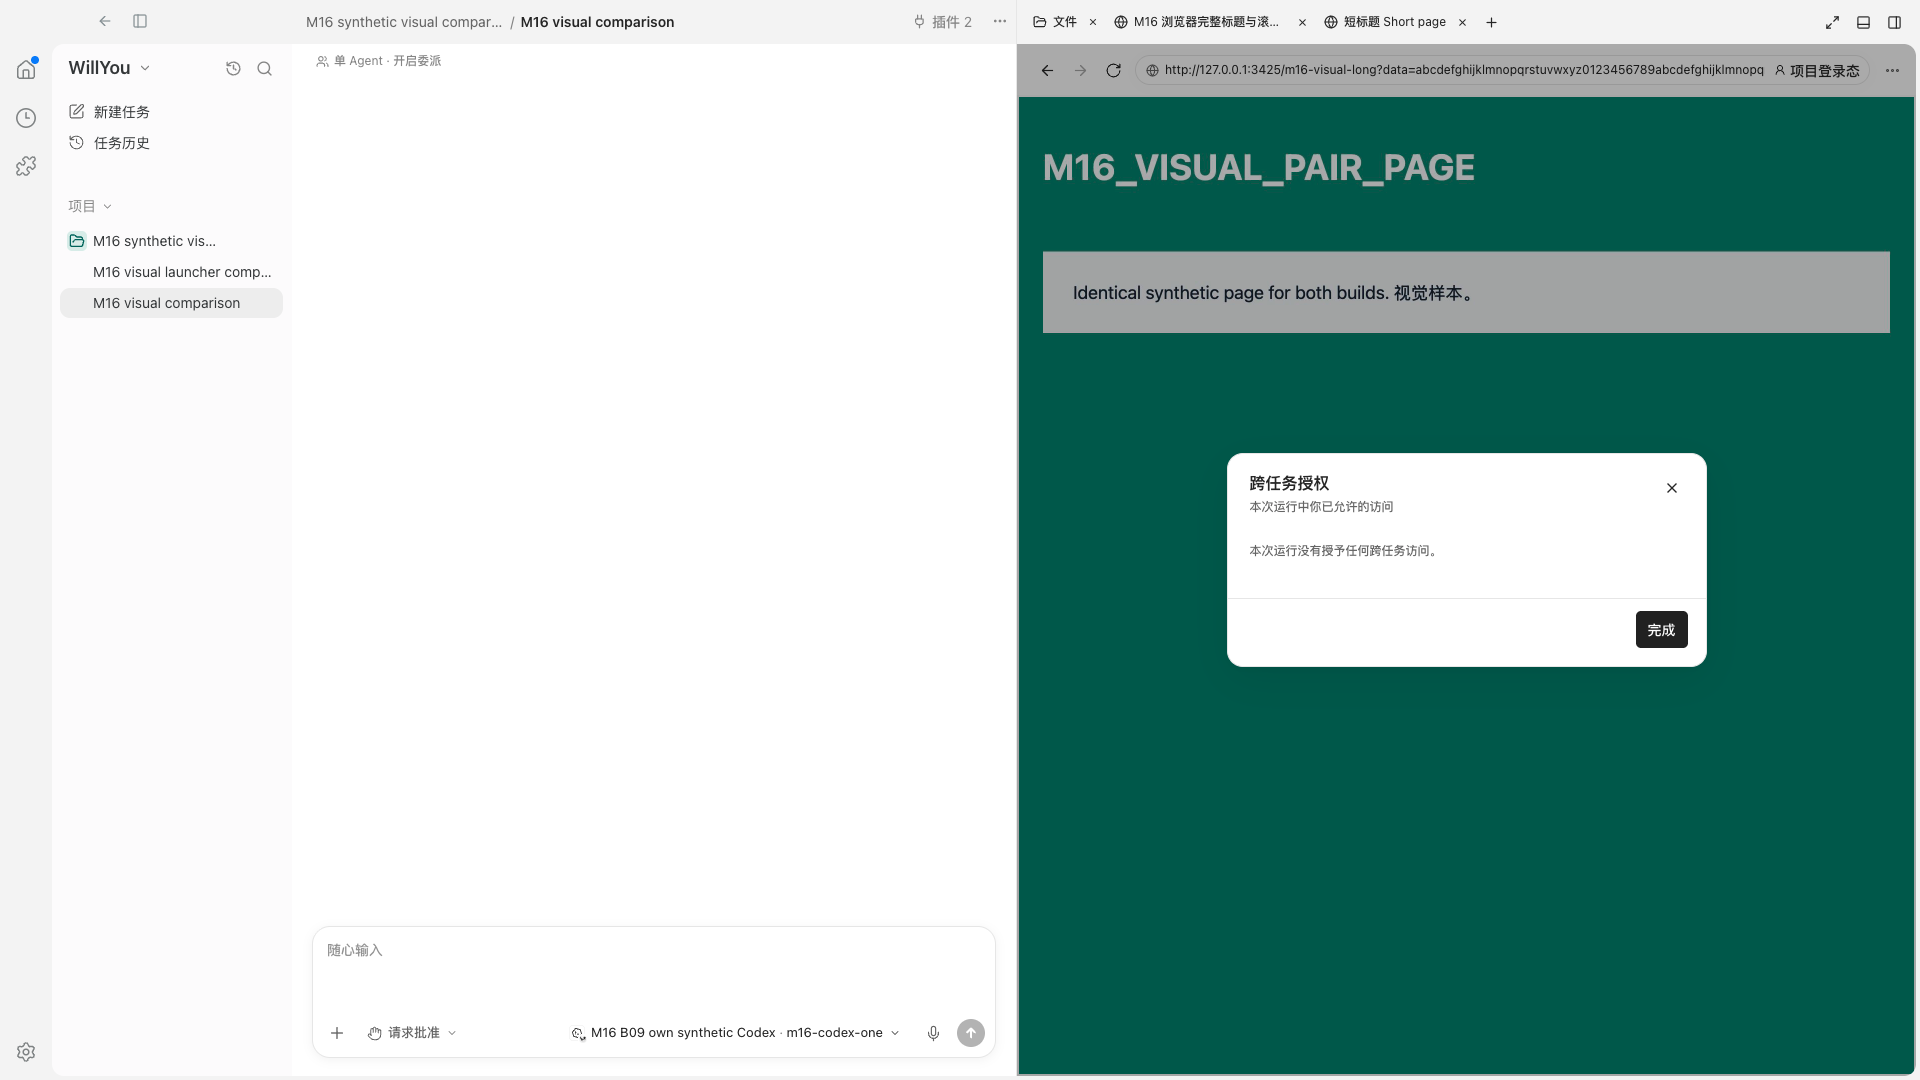 M16 synthetic visual compar... / M16 visual comparison
插件 2
文件
M16 浏览器完整标题与滚...
短标题 Short page
WillYou
新建任务
任务历史
项目
M16 synthetic vis...
M16 visual launcher comp...
M16 visual comparison
单 Agent · 开启委派
随心输入
请求批准
M16 B09 own synthetic Codex · m16-codex-one
http://127.0.0.1:3425/m16-visual-long?data=abcdefghijklmnopqrstuvwxyz0123456789abcdefghijklmnopq
项目登录态
M16_VISUAL_PAIR_PAGE
Identical synthetic page for both builds. 视觉样本。
跨任务授权
本次运行中你已允许的访问
本次运行没有授予任何跨任务访问。
完成